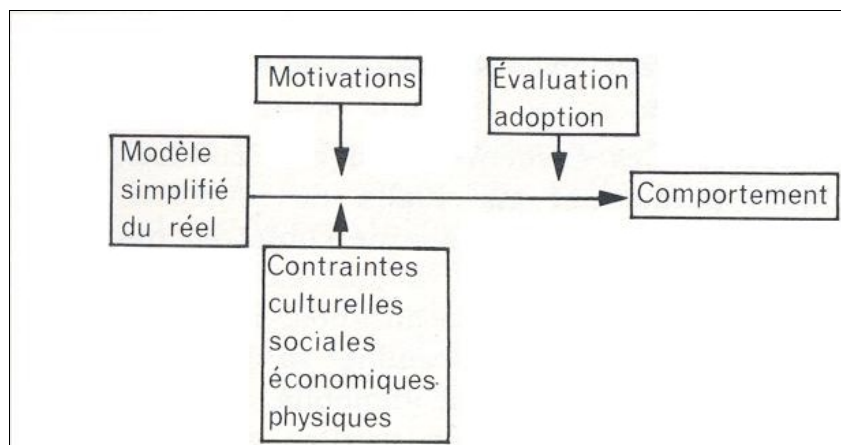 Motivations
Évaluation
adoption
Modèle
simplifié
du réel
Comportement
Contraintes
culturelles
sociales
économiques
physiques